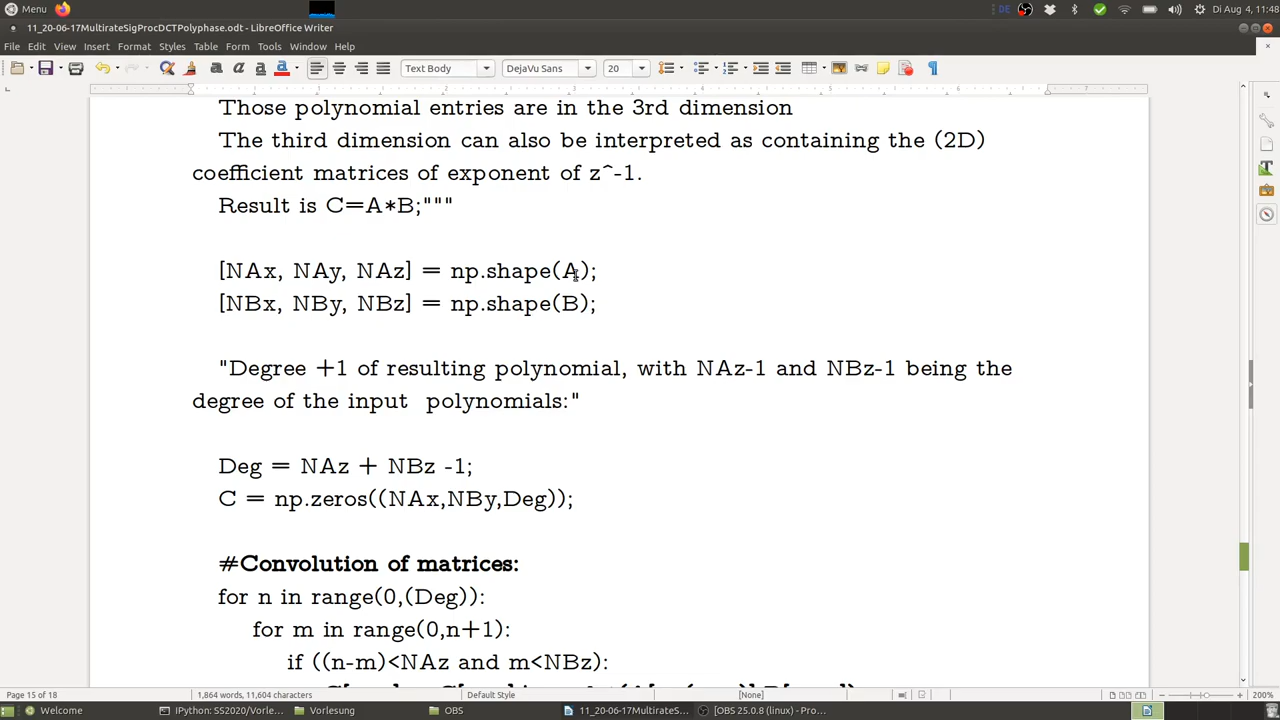 Menu
DE
Di Aug 4, 11:48
11_20-06-17MultirateSigProcDCTPolyphase.odt - LibreOffice Writer
File Edit View Insert Format Styles Table Form Tools Window Help
Text Body DejaVu Sans 20
Those polynomial entries are in the 3rd dimension
The third dimension can also be interpreted as containing the (2D)
coefficient matrices of exponent of z^-1.
Result is C=A*B;"""
[NAx, NAy, NAz] = np.shape(A);
[NBx, NBy, NBz] = np.shape(B);
"Degree +1 of resulting polynomial, with NAz-1 and NBz-1 being the
degree of the input  polynomials:"
Deg = NAz + NBz -1;
C = np.zeros((NAx,NBy,Deg));
#Convolution of matrices:
for n in range(0,(Deg)):
for m in range(0,n+1):
if ((n-m)<NAz and m<NBz):
Page 15 of 18 1,864 words, 11,604 characters Default Style [None] 200%
Welcome IPython: SS2020/Vorle... Vorlesung OBS 11_20-06-17MultirateS... [OBS 25.0.8 (linux) - Pro...